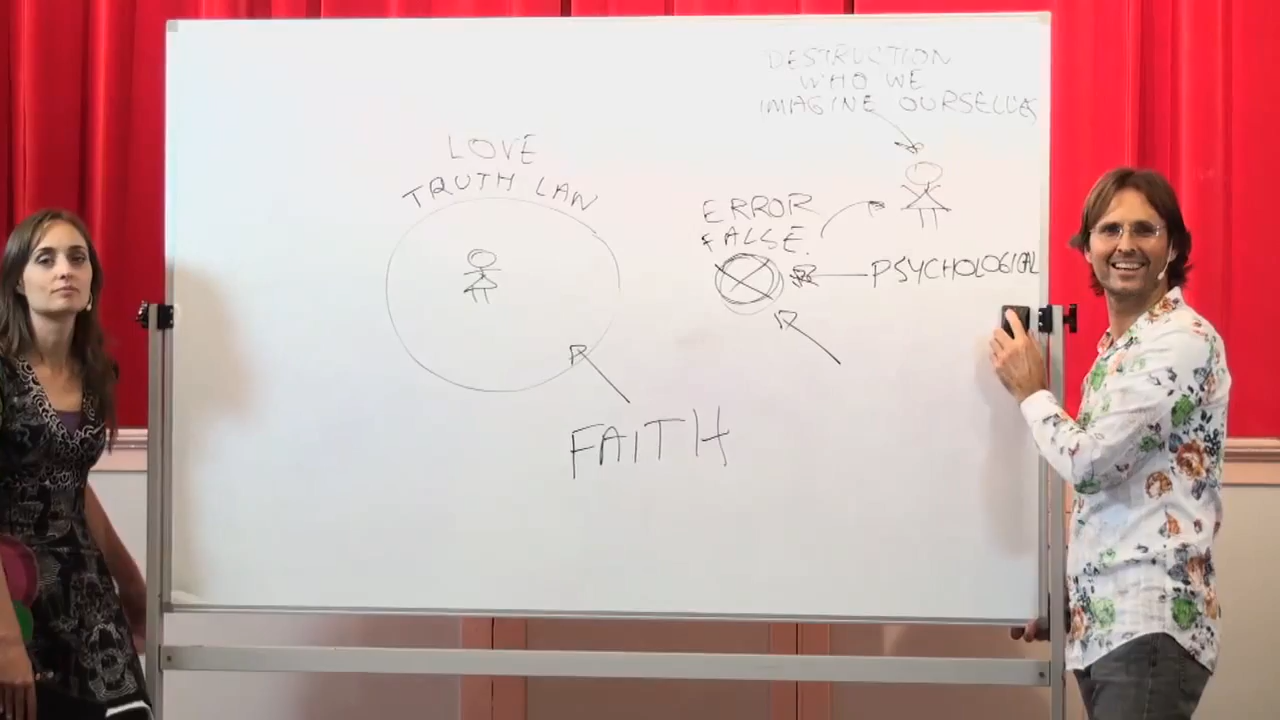 LOVE
TRUTH LAW
FAITH
DESTRUCTION
WHO WE
IMAGINE OURSELVES
ERROR
FALSE.
PSYCHOLOGICAL